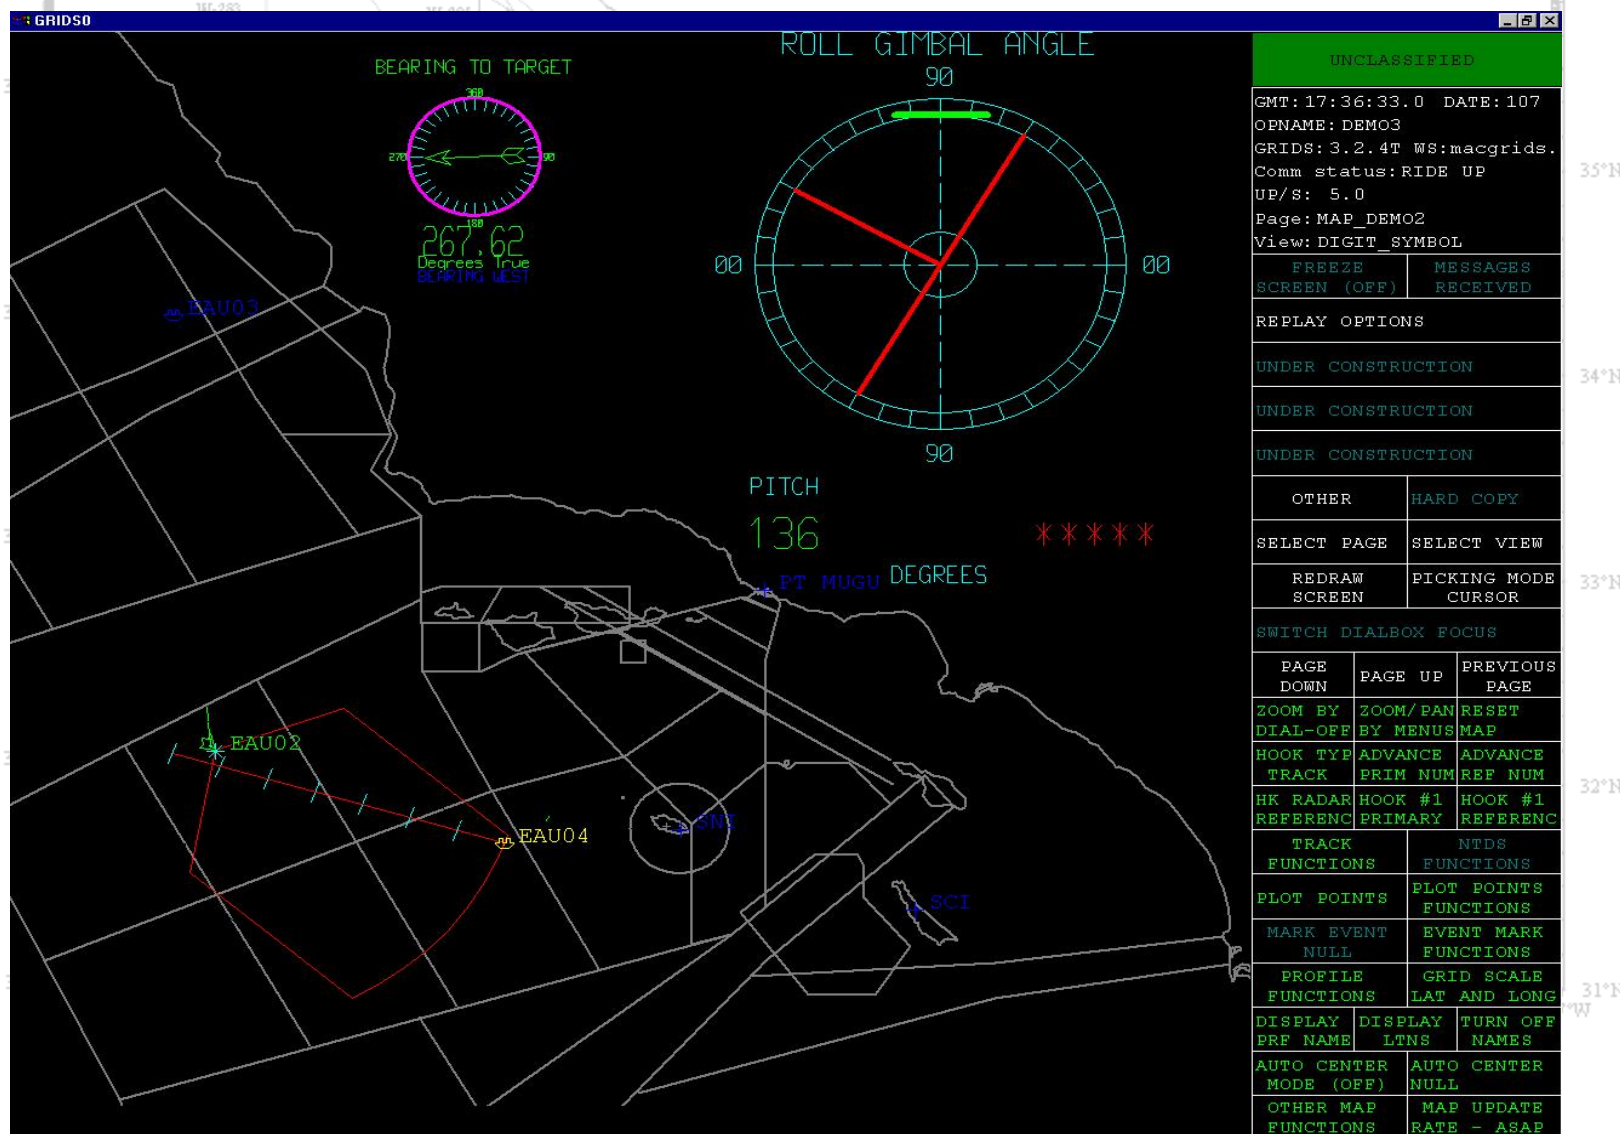 W-283
GRIDS0
BEARING TO TARGET
360
270
90
180
267.62
Degrees True
BEARING WEST
ROLL GIMBAL ANGLE
90
00
00
90
PITCH
136
*****
DEGREES
EAU03
PT MUGU
EAU02
EAU04
SNI
SCI
UNCLASSIFIED
GMT:17:36:33.0 DATE:107
OPNAME:DEMO3
GRIDS:3.2.4T WS:macgrids.
Comm status:RIDE UP
UP/S: 5.0
Page:MAP_DEMO2
View:DIGIT_SYMBOL
FREEZE
SCREEN (OFF)
MESSAGES
RECEIVED
REPLAY OPTIONS
UNDER CONSTRUCTION
UNDER CONSTRUCTION
UNDER CONSTRUCTION
OTHER
HARD COPY
SELECT PAGE
SELECT VIEW
REDRAW
SCREEN
PICKING MODE
CURSOR
SWITCH DIALBOX FOCUS
PAGE
DOWN
PAGE UP
PREVIOUS
PAGE
ZOOM BY
DIAL-OFF
ZOOM/PAN
BY MENUS
RESET
MAP
HOOK TYP
TRACK
ADVANCE
PRIM NUM
ADVANCE
REF NUM
HK RADAR
REFERENC
HOOK #1
PRIMARY
HOOK #1
REFERENC
TRACK
FUNCTIONS
NTDS
FUNCTIONS
PLOT POINTS
PLOT POINTS
FUNCTIONS
MARK EVENT
NULL
EVENT MARK
FUNCTIONS
PROFILE
FUNCTIONS
GRID SCALE
LAT AND LONG
DISPLAY
PRF NAME
DISPLAY
LTNS
TURN OFF
NAMES
AUTO CENTER
MODE (OFF)
AUTO CENTER
NULL
OTHER MAP
FUNCTIONS
MAP UPDATE
RATE - ASAP
35°N
34°N
33°N
32°N
31°N
°W